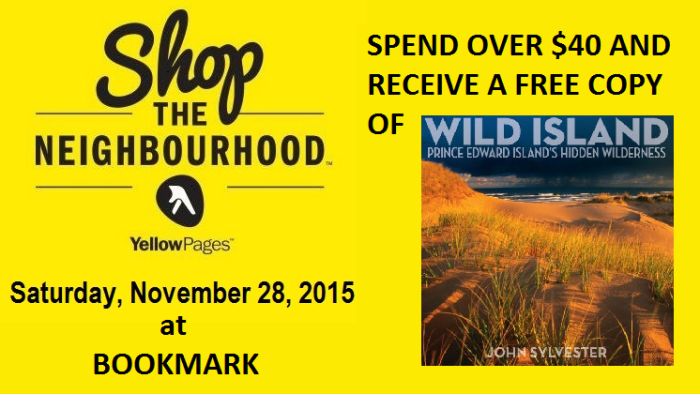 Shop
THE
NEIGHBOURHOOD™
YellowPages™
Saturday, November 28, 2015
at
BOOKMARK
SPEND OVER $40 AND
RECEIVE A FREE COPY
OF
WILD ISLAND
PRINCE EDWARD ISLAND'S HIDDEN WILDERNESS
JOHN SYLVESTER